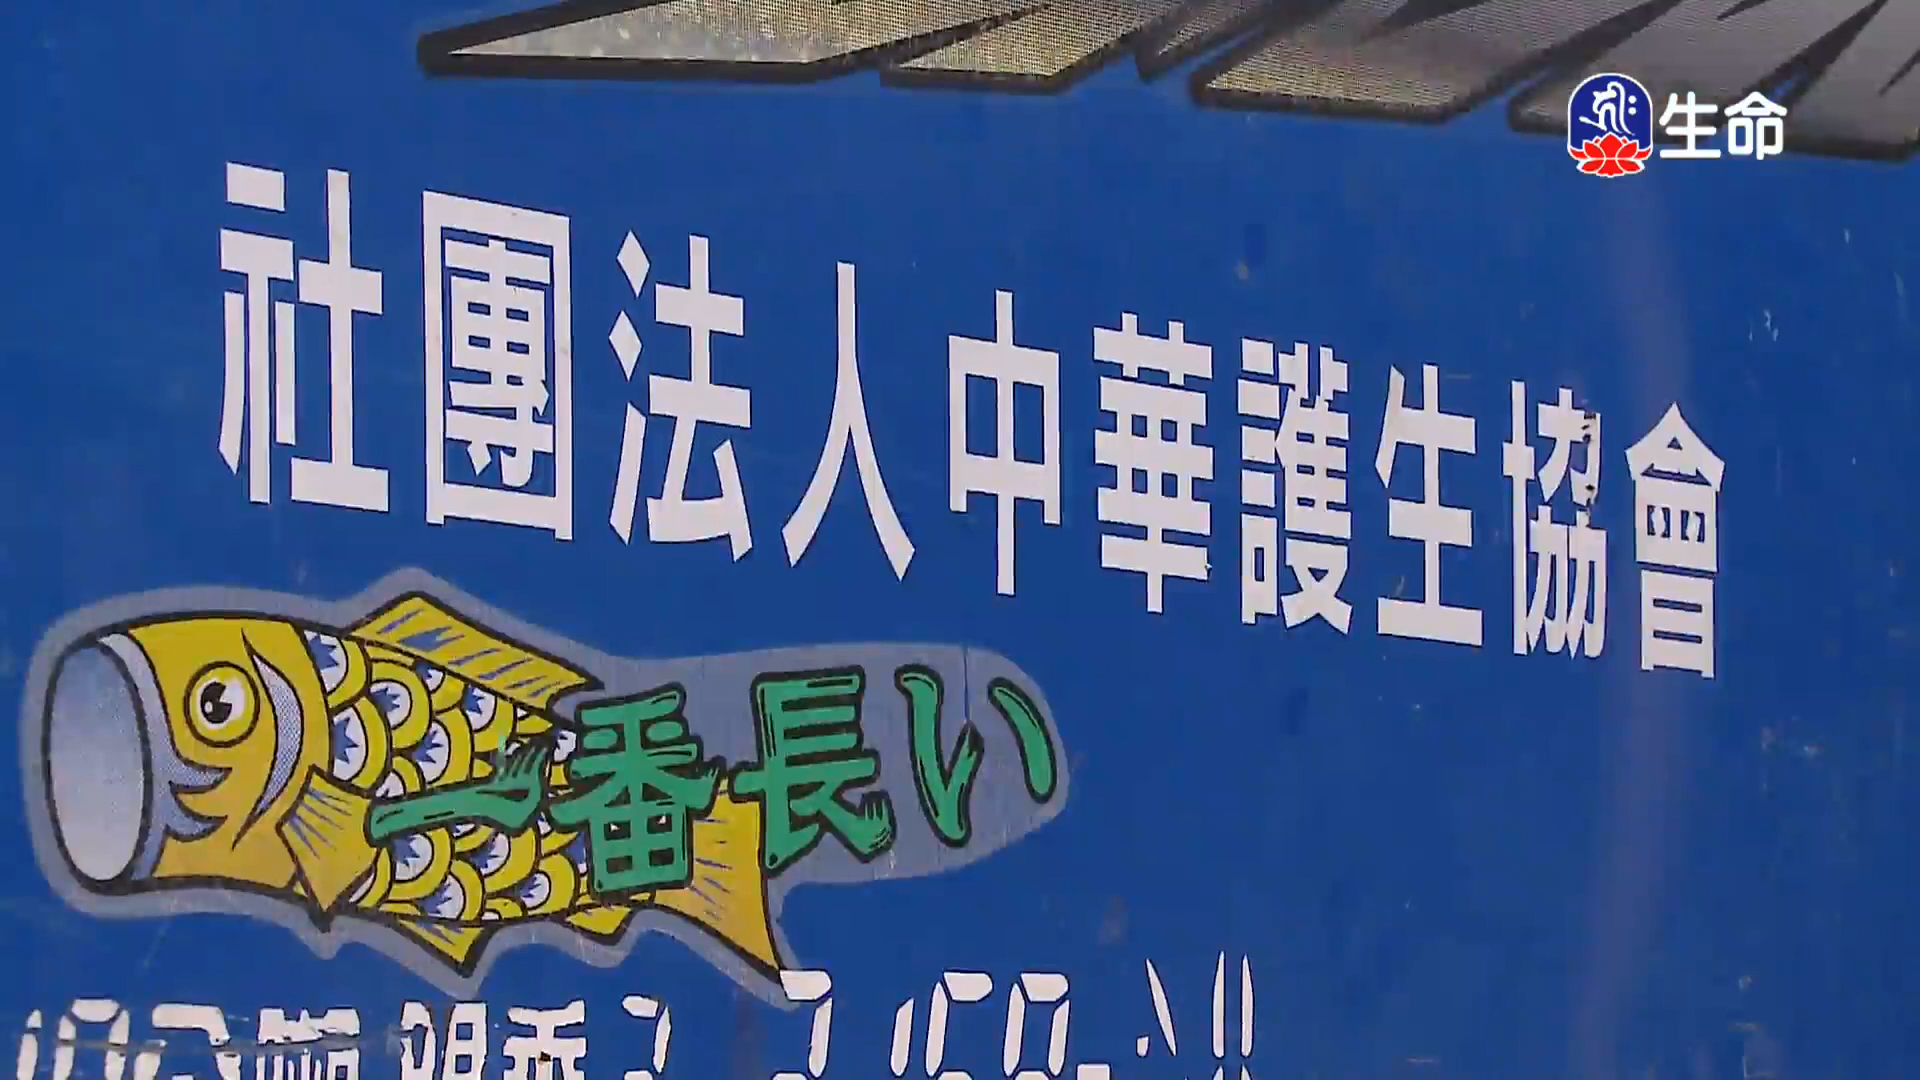 生命
社團法人中華護生協會
一番長い